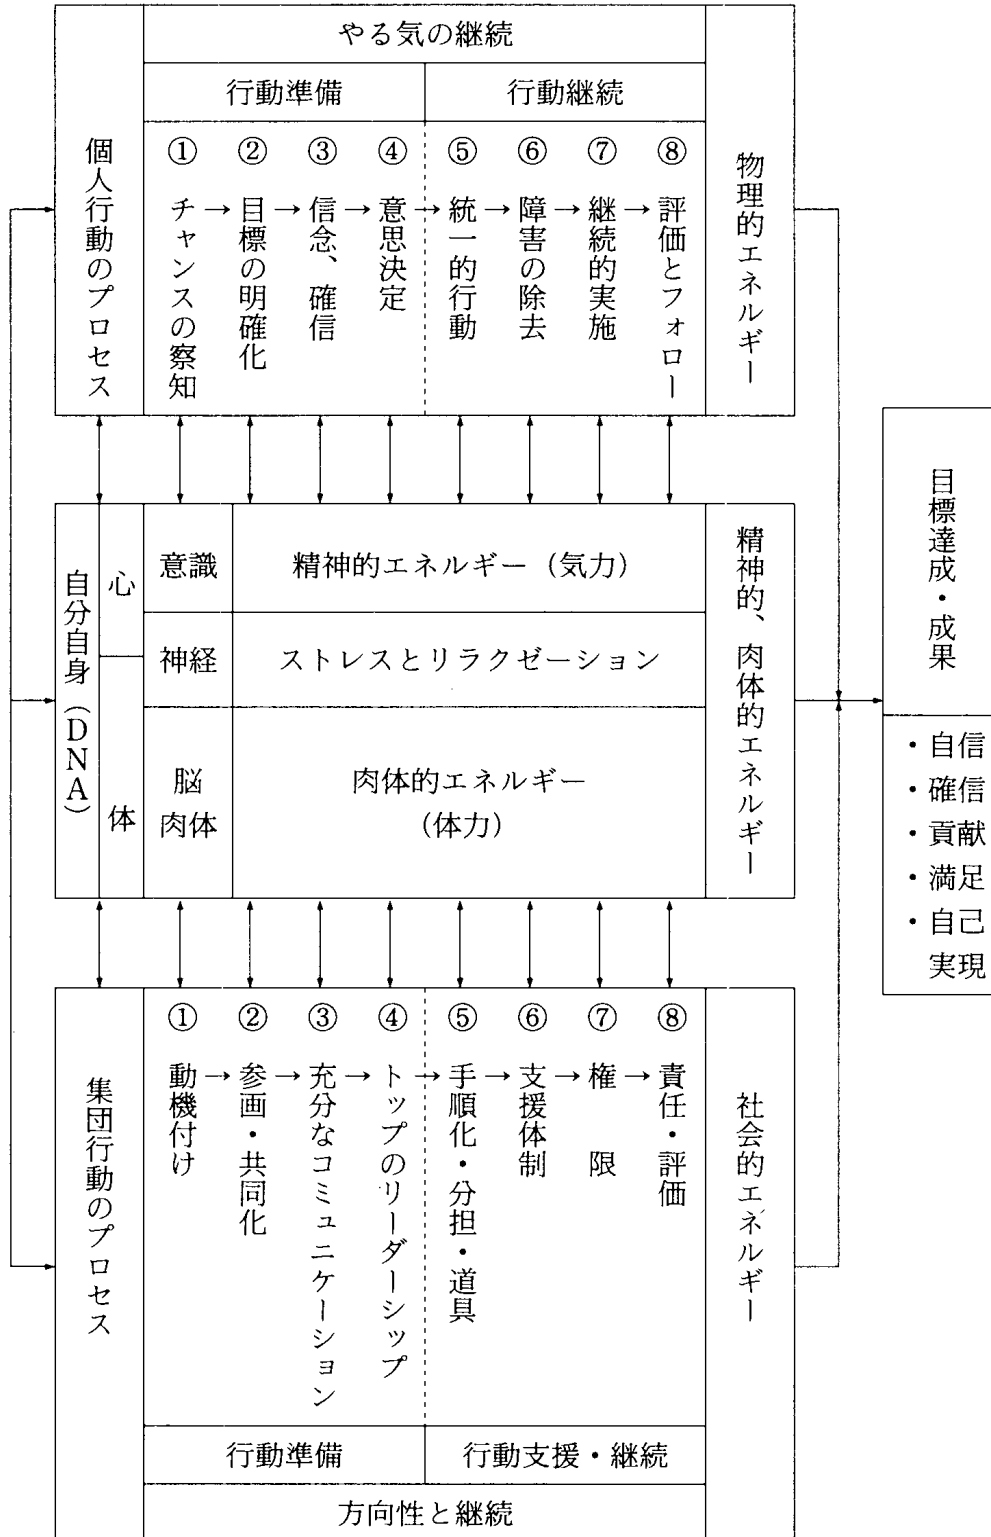 やる気の継続
行動準備
行動継続
個人行動のプロセス
① チャンスの察知
→
② 目標の明確化
→
③ 信念、確信
→
④ 意思決定
→
⑤ 統一的行動
→
⑥ 障害の除去
→
⑦ 継続的実施
→
⑧ 評価とフォロー
物理的エネルギー
自分自身(DNA)
心
体
意識
精神的エネルギー(気力)
神経
ストレスとリラクゼーション
脳
肉体
肉体的エネルギー
(体力)
精神的、肉体的エネルギー
集団行動のプロセス
① 動機付け
→
② 参画・共同化
→
③ 充分なコミュニケーション
→
④ トップのリーダーシップ
→
⑤ 手順化・分担・道具
→
⑥ 支援体制
→
⑦ 権 限
→
⑧ 責任・評価
社会的エネルギー
行動準備
行動支援・継続
方向性と継続
目標達成・成果
・自信
・確信
・貢献
・満足
・自己
実現